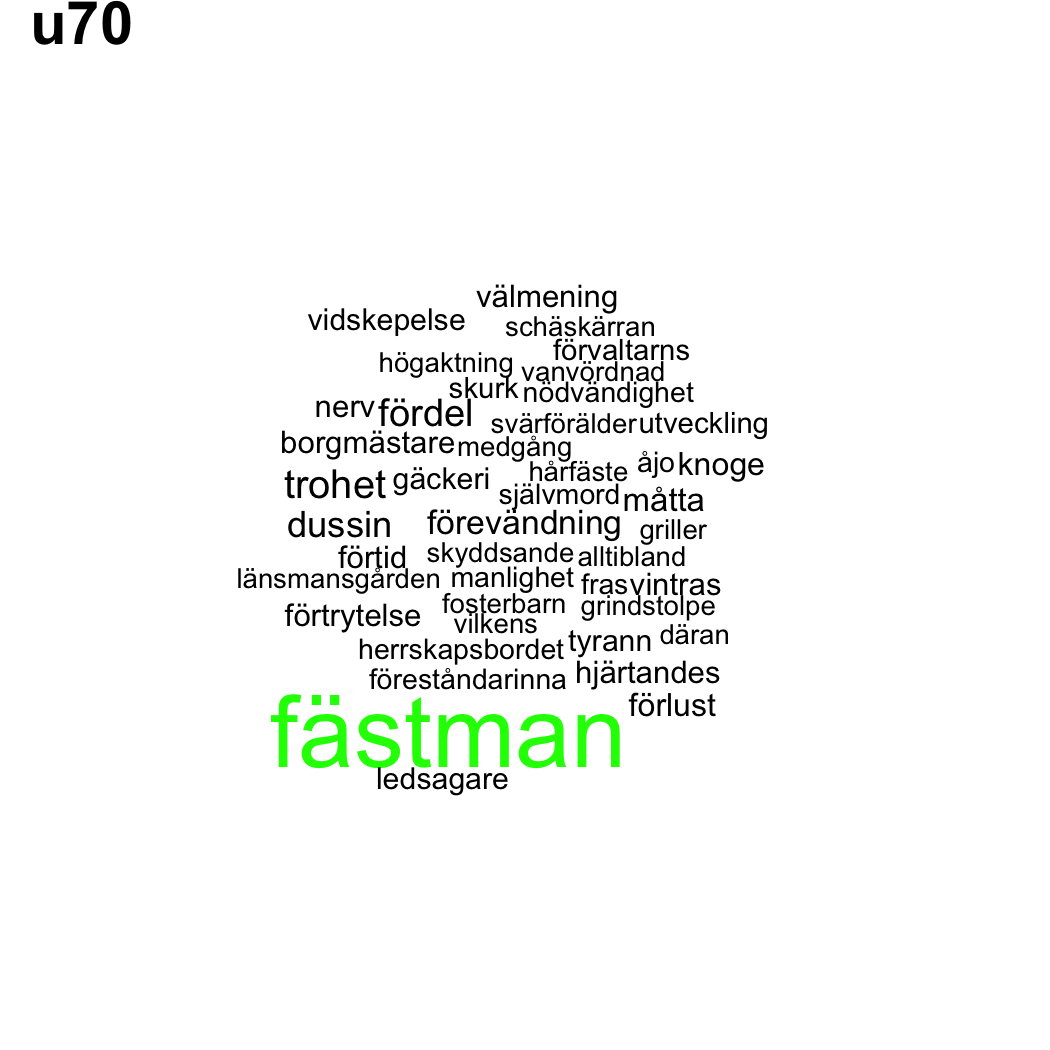 u70
välmening
vidskepelse
schäskärran
förvaltarns
högaktning
vanvördnad
skurk
nödvändighet
nerv
fördel
svärförälder
utveckling
borgmästare
medgång
åjo
knoge
hårfäste
trohet
gäckeri
självmord
måtta
dussin
förevändning
griller
förtid
skyddsande
alltibland
länsmansgården
manlighet
fras
vintras
fosterbarn
grindstolpe
förtrytelse
vilkens
herrskapsbordet
tyrann
däran
föreståndarinna
hjärtandes
förlust
fästman
ledsagare